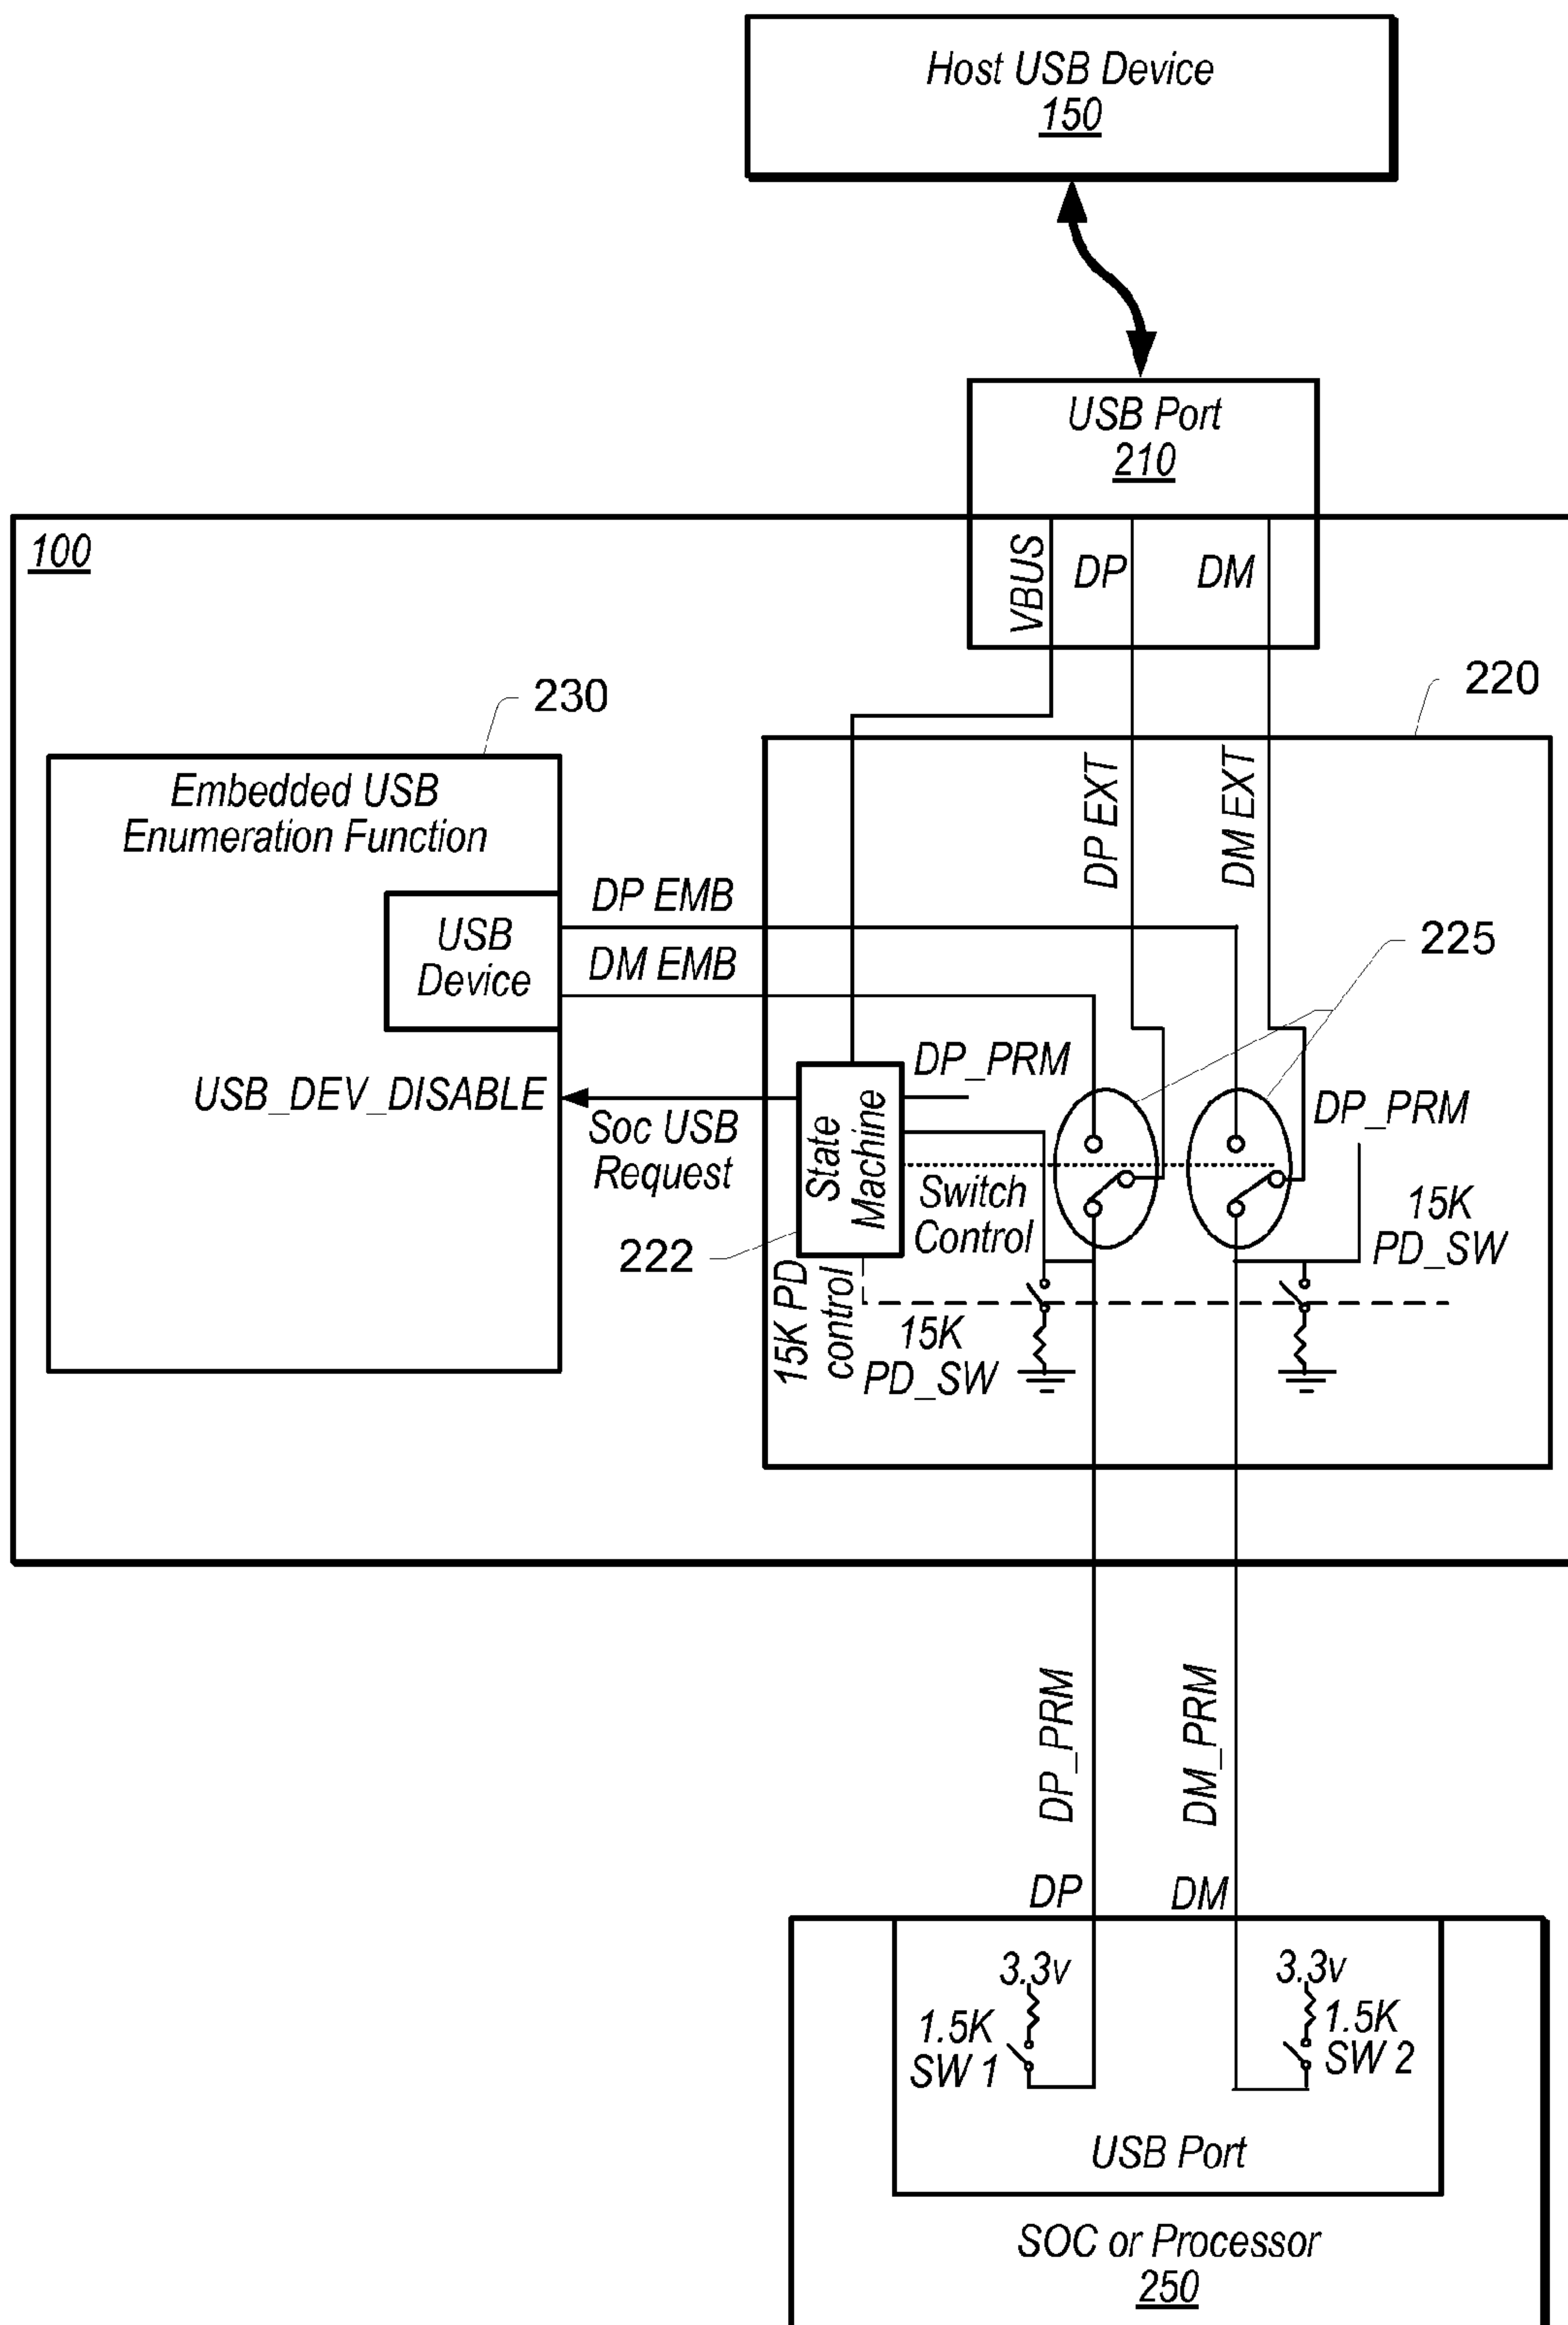 Host USB Device
150
USB Port
210
100
VBUS
DP
DM
220
230
Embedded USB
Enumeration Function
DP EXT
DM EXT
DP EMB
USB
Device
DM EMB
225
DP_PRM
USB_DEV_DISABLE
Soc USB
Request
State
Machine
DP_PRM
Switch
Control
15K
PD_SW
222
15K PD
control
15K
PD_SW
DP_PRM
DM_PRM
DP
DM
3.3v
3.3v
1.5K
SW 1
1.5K
SW 2
USB Port
SOC or Processor
250